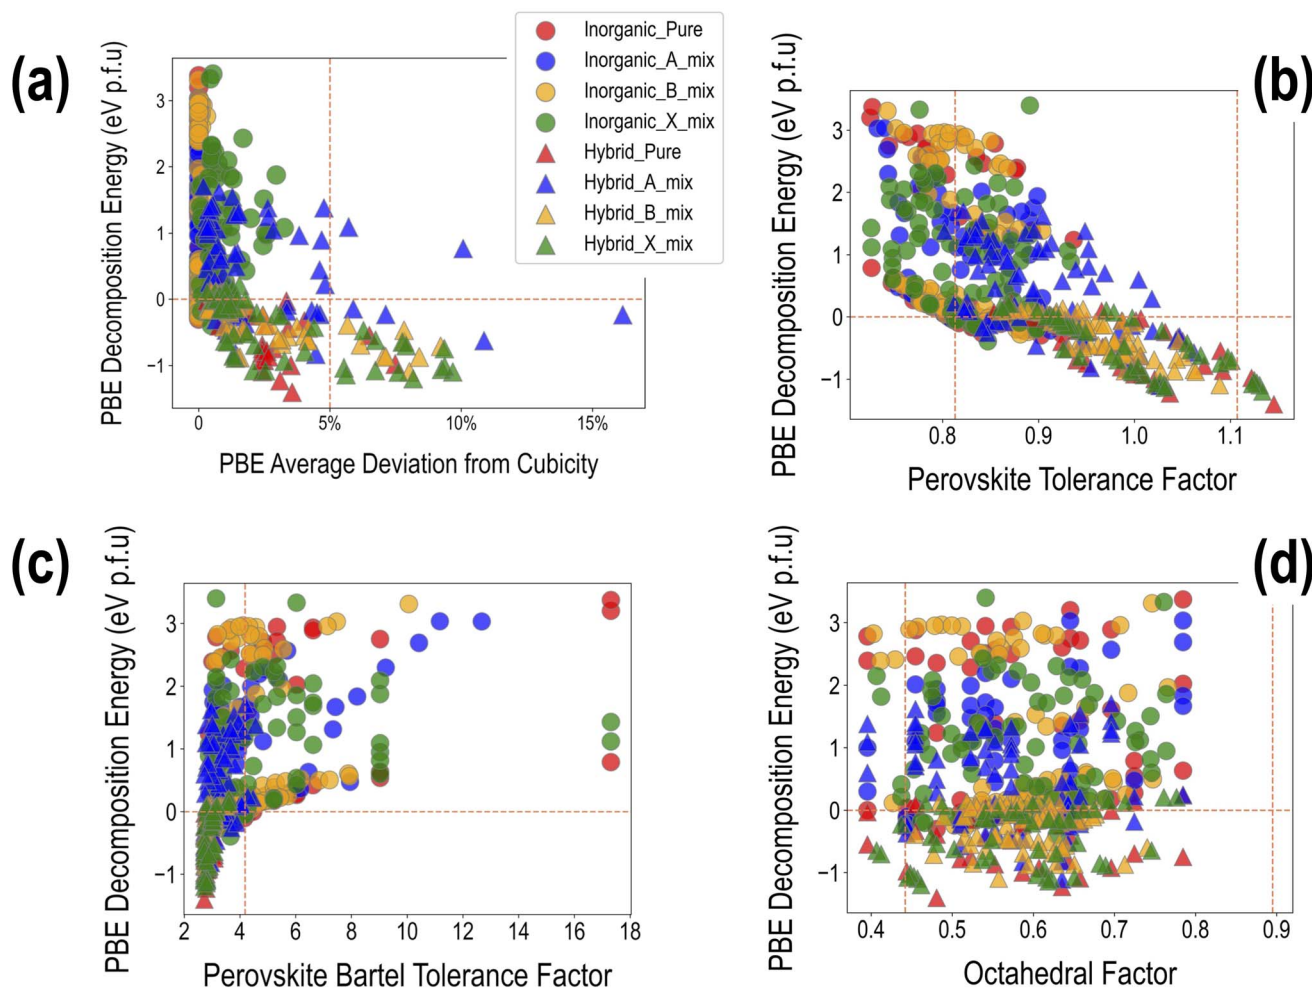 (a)
PBE Decomposition Energy (eV p.f.u)
3
2
1
0
−1
0
5%
10%
15%
PBE Average Deviation from Cubicity
Inorganic_Pure
Inorganic_A_mix
Inorganic_B_mix
Inorganic_X_mix
Hybrid_Pure
Hybrid_A_mix
Hybrid_B_mix
Hybrid_X_mix
(b)
PBE Decomposition Energy (eV p.f.u)
3
2
1
0
−1
0.8
0.9
1.0
1.1
Perovskite Tolerance Factor
(c)
PBE Decomposition Energy (eV p.f.u)
3
2
1
0
−1
2
4
6
8
10
12
14
16
18
Perovskite Bartel Tolerance Factor
(d)
PBE Decomposition Energy (eV p.f.u)
3
2
1
0
−1
0.4
0.5
0.6
0.7
0.8
0.9
Octahedral Factor